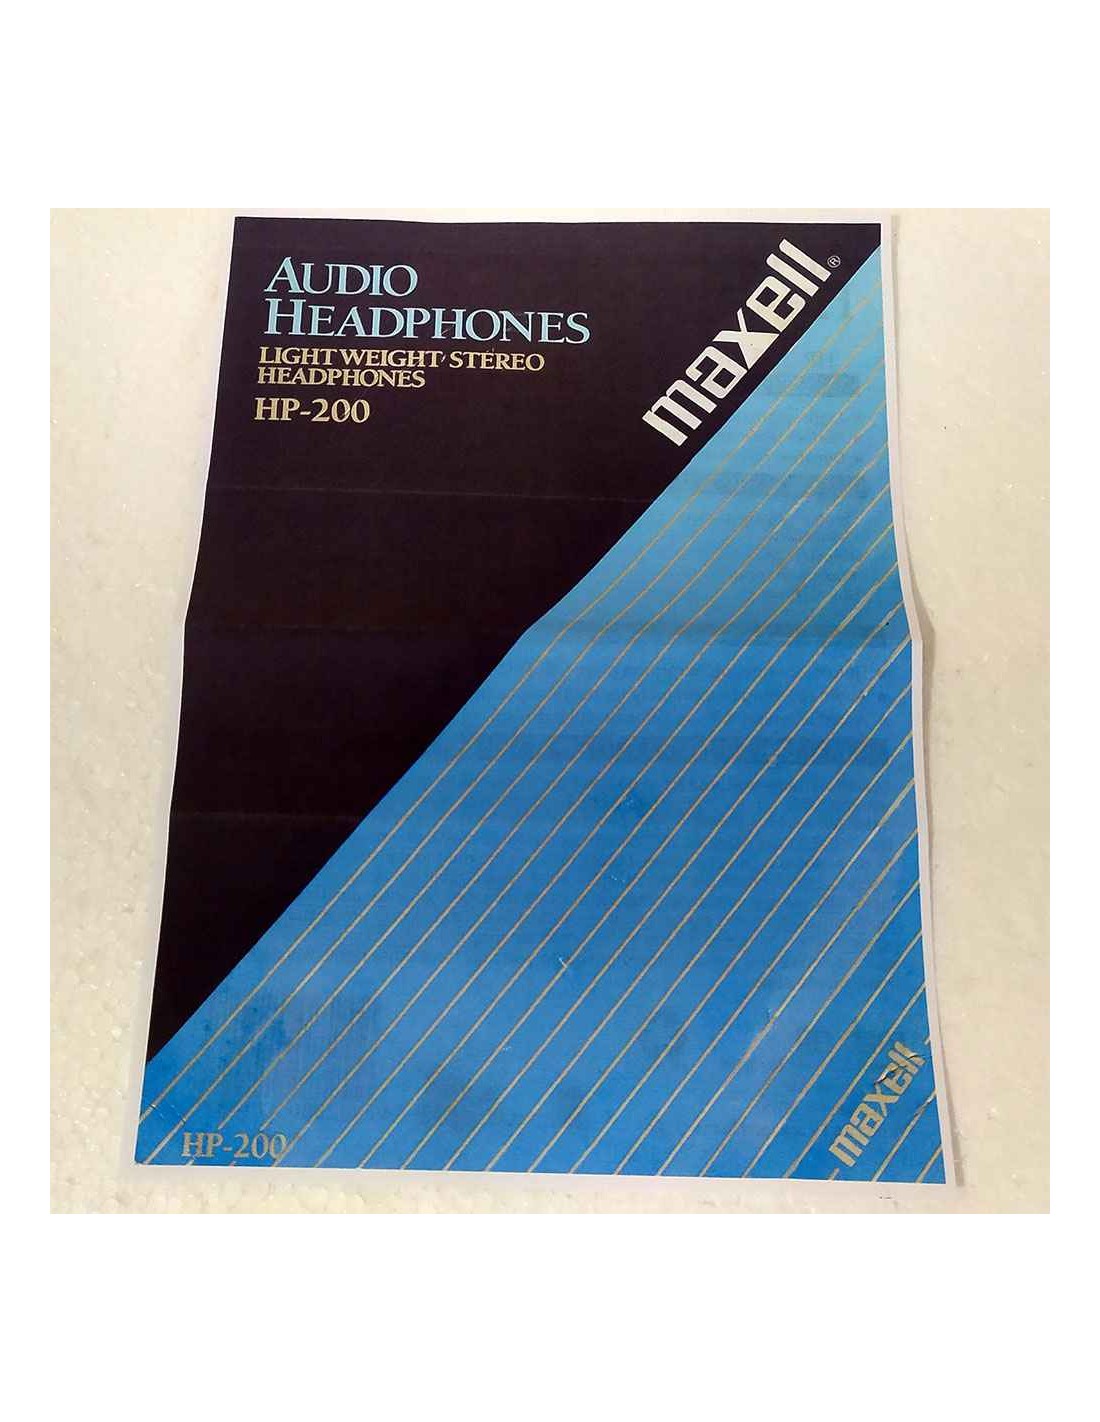 AUDIO
HEADPHONES
LIGHT WEIGHT STEREO
HEADPHONES
HP-200
maxell®
HP-200
maxell